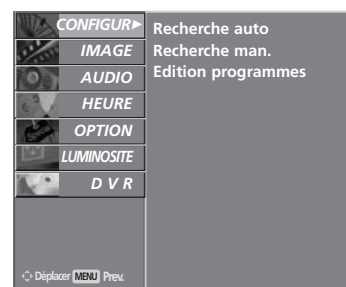 CONFIGUR►
IMAGE
AUDIO
HEURE
OPTION
LUMINOSITE
D V R
Recherche auto
Recherche man.
Edition programmes
Déplacer MENU Prev.